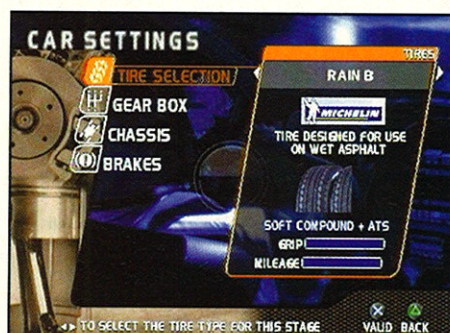 CAR SETTINGS
TIRE SELECTION
GEAR BOX
CHASSIS
BRAKES
TIRES
RAIN B
MICHELIN
TIRE DESIGNED FOR USE
ON WET ASPHALT
SOFT COMPOUND + ATS
GRIP
MILEAGE
TO SELECT THE TIRE TYPE FOR THIS STAGE
VALID BACK